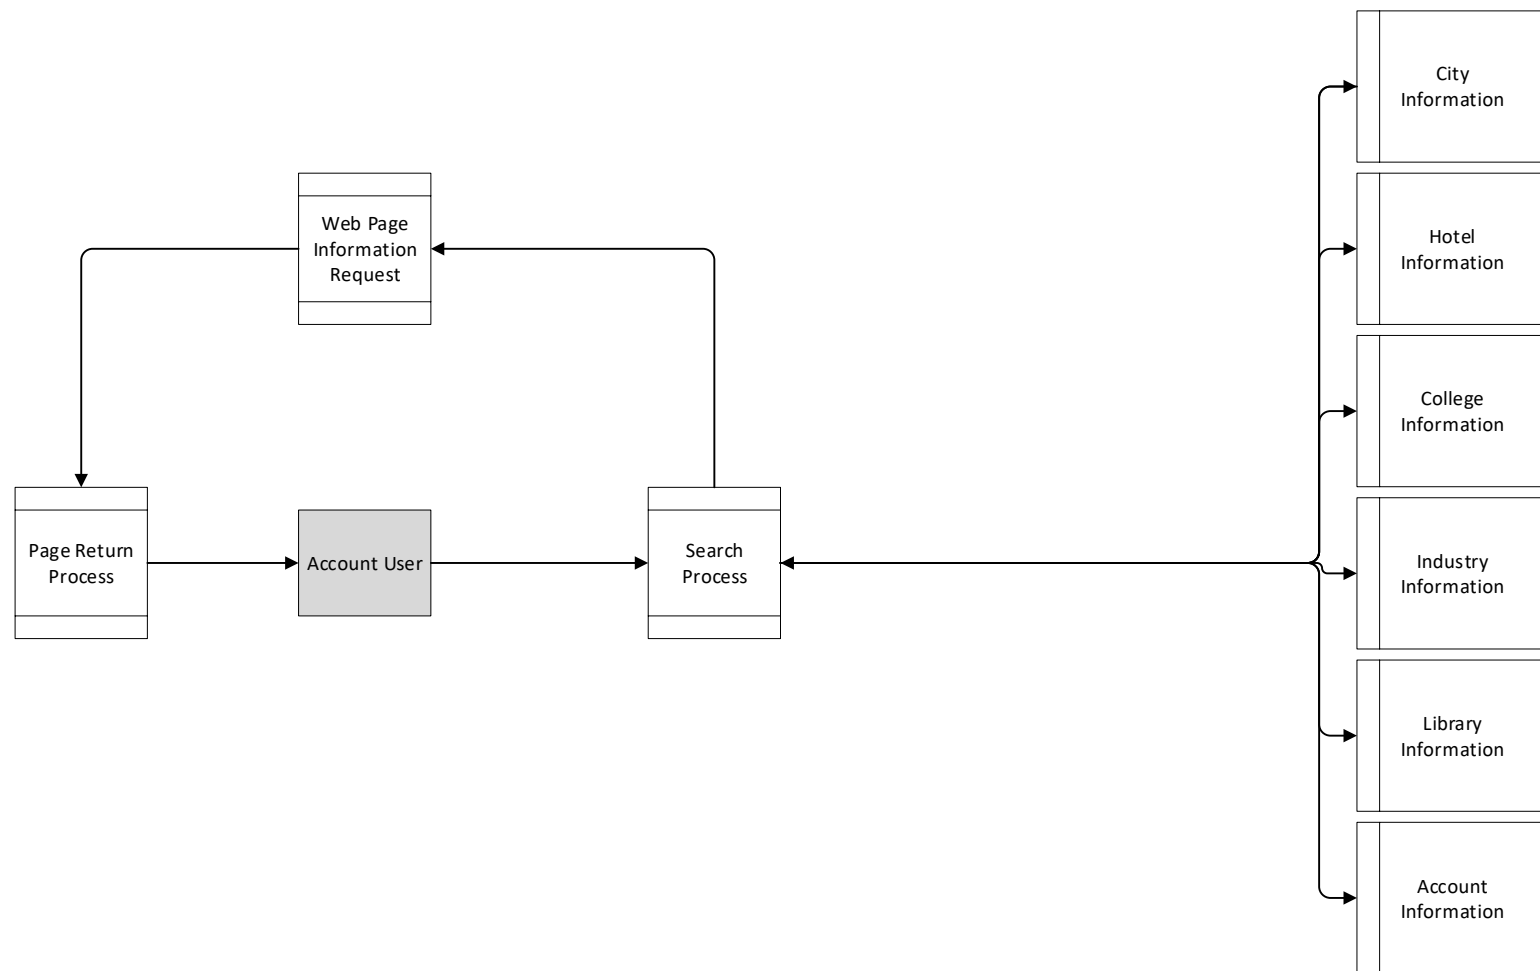 City
Information
Web Page
Information
Request
Hotel
Information
College
Information
Page Return
Process
Account User
Search
Process
Industry
Information
Library
Information
Account
Information